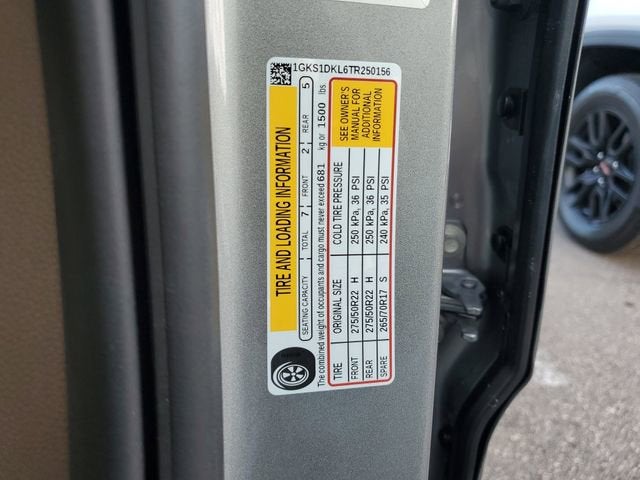 1GKS1DKL6TR250156
TIRE AND LOADING INFORMATION
SEATING CAPACITY TOTAL 7 FRONT 2 REAR 5
The combined weight of occupants and cargo must never exceed 681 kg or 1500 lbs
TIRE ORIGINAL SIZE COLD TIRE PRESSURE
FRONT 275/50R22 H 250 kPa, 36 PSI
REAR 275/50R22 H 250 kPa, 36 PSI
SPARE 265/70R17 S 240 kPa, 35 PSI
SEE OWNER'S
MANUAL FOR
ADDITIONAL
INFORMATION